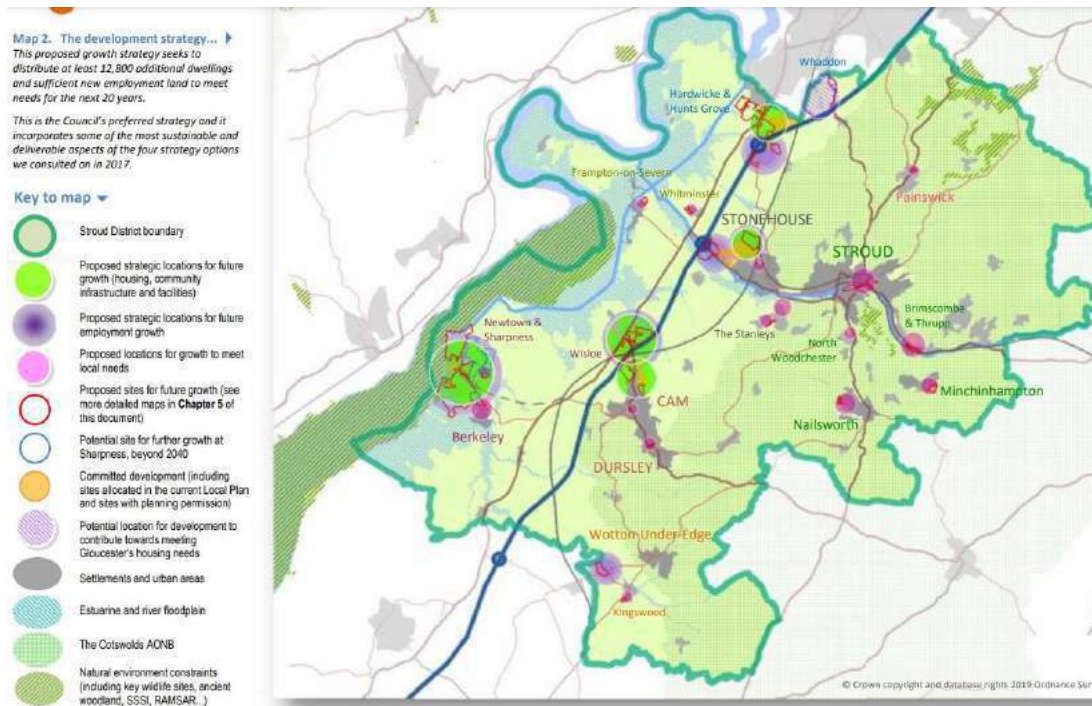 Map 2. The development strategy...
This proposed growth strategy seeks to
distribute at least 12,800 additional dwellings
and sufficient new employment land to meet
needs for the next 20 years.
This is the Council's preferred strategy and it
incorporates some of the most sustainable and
deliverable aspects of the four strategy options
we consulted on in 2017.
Key to map
Stroud District boundary
Proposed strategic locations for future
growth (housing, community
infrastructure and facilities)
Proposed strategic locations for future
employment growth
Proposed locations for growth to meet
local needs
Proposed sites for future growth (see
more detailed maps in Chapter 5 of
this document)
Potential site for further growth at
Sharpness, beyond 2040
Committed development (including
sites allocated in the current Local Plan
and sites with planning permission)
Potential location for development to
contribute towards meeting
Gloucester's housing needs
Settlements and urban areas
Estuarine and river floodplain
The Cotswolds AONB
Natural environment constraints
(including key wildlife sites, ancient
woodland, SSSI, RAMSAR...)
Whaddon
Hardwicke &
Hunts Grove
Frampton-on-Severn
Whitminster
Painswick
STONEHOUSE
STROUD
Brimscombe
& Thrupp
Newtown &
Sharpness
The Stanleys
Wisloe
North
Woodchester
Minchinhampton
CAM
Berkeley
Nailsworth
DURSLEY
Wotton-Under-Edge
Kingswood
© Crown copyright and database rights 2019 Ordnance Sur